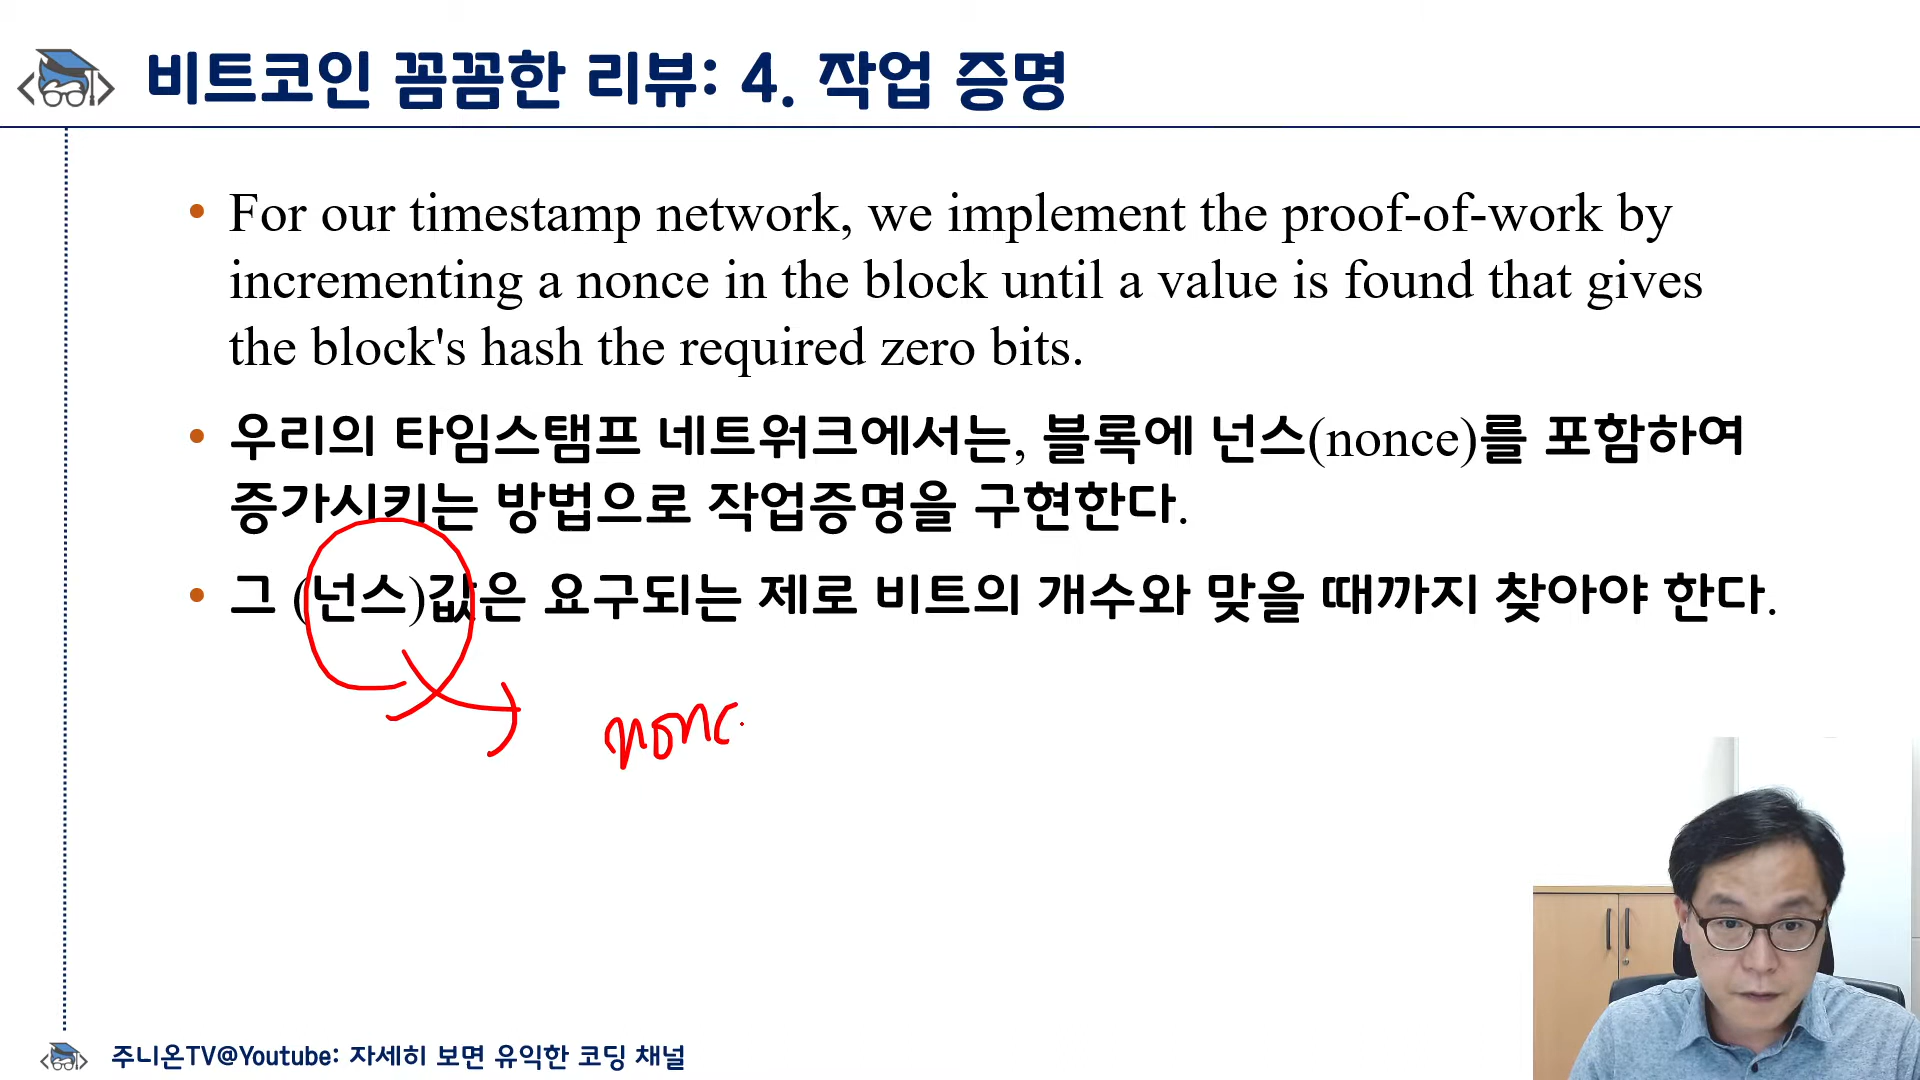 비트코인 꼼꼼한 리뷰: 4. 작업 증명
• For our timestamp network, we implement the proof-of-work by
incrementing a nonce in the block until a value is found that gives
the block's hash the required zero bits.
• 우리의 타임스탬프 네트워크에서는, 블록에 넌스(nonce)를 포함하여
증가시키는 방법으로 작업증명을 구현한다.
• 그 (넌스)값은 요구되는 제로 비트의 개수와 맞을 때까지 찾아야 한다.
nonc
주니온TV@Youtube: 자세히 보면 유익한 코딩 채널